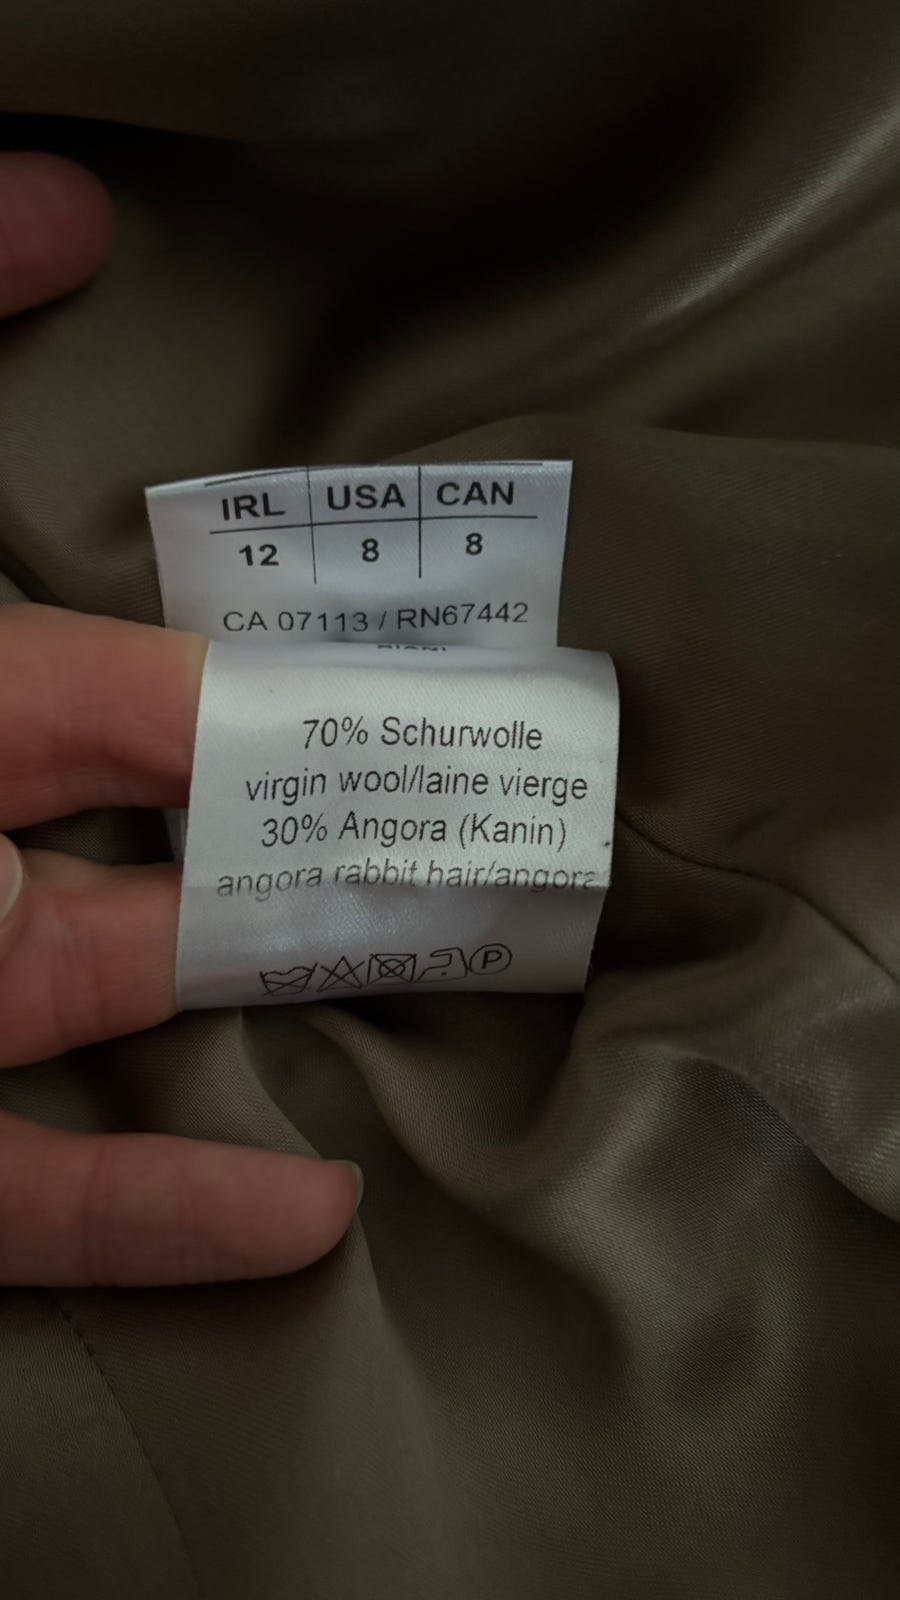 IRL USA CAN
12 8 8
CA 07113 / RN67442
70% Schurwolle
virgin wool/laine vierge
30% Angora (Kanin)
angora rabbit hair/angora
P